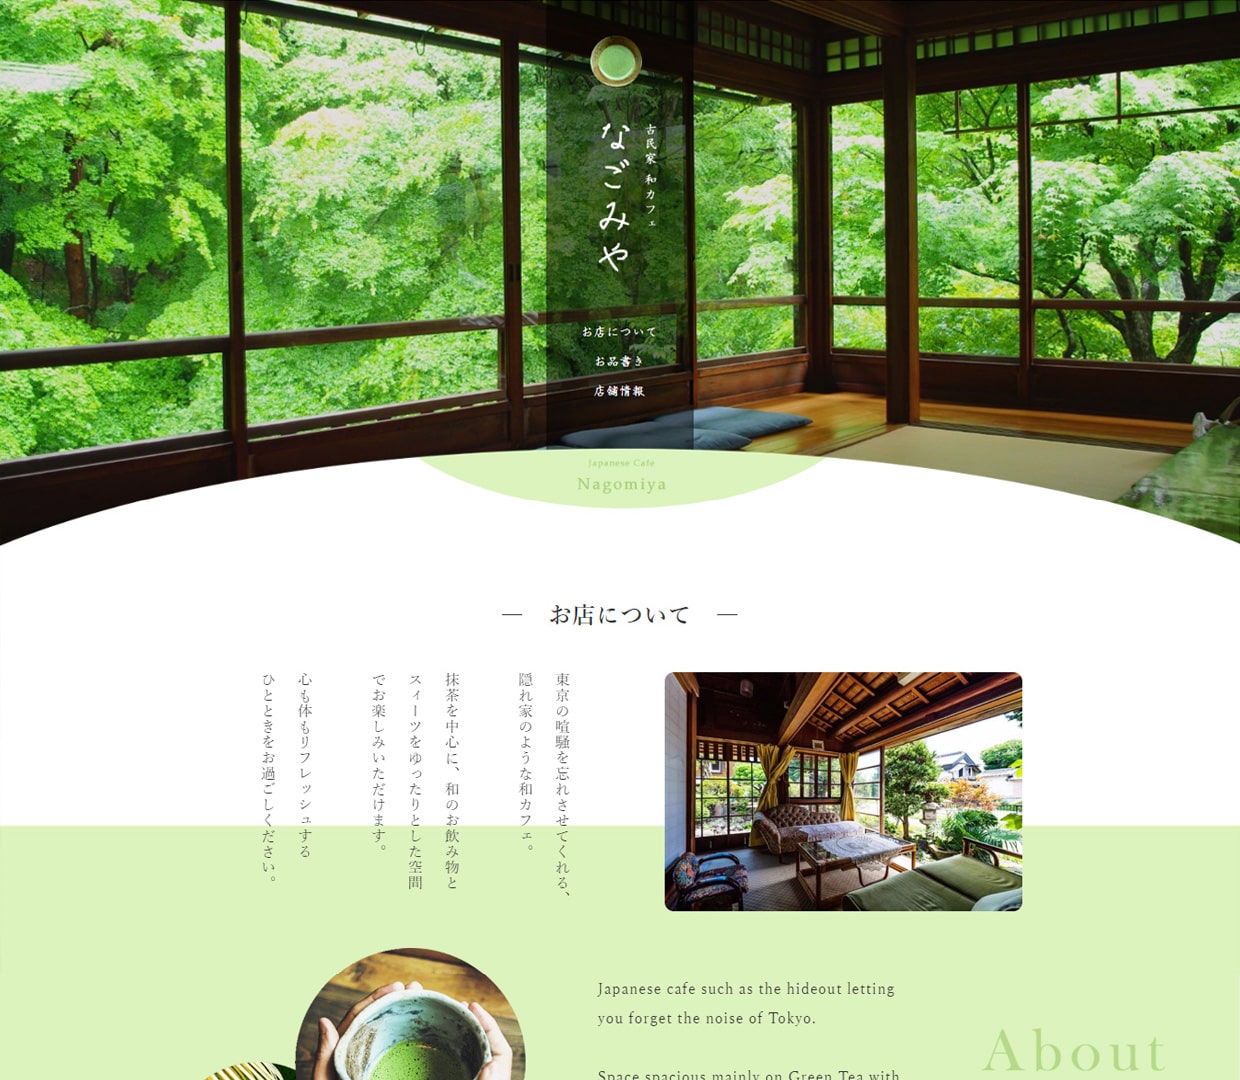 古民家 和カフェ
なごみや
お店について
お品書き
店舗情報
Japanese Cafe
Nagomiya
― お店について ―
東京の喧騒を忘れさせてくれる、
隠れ家のような和カフェ。
抹茶を中心に、和のお飲み物と
スィーツをゆったりとした空間
でお楽しみいただけます。
心も体もリフレッシュする
ひとときをお過ごしください。
Japanese cafe such as the hideout letting
you forget the noise of Tokyo.
Space spacious mainly on Green Tea with
About